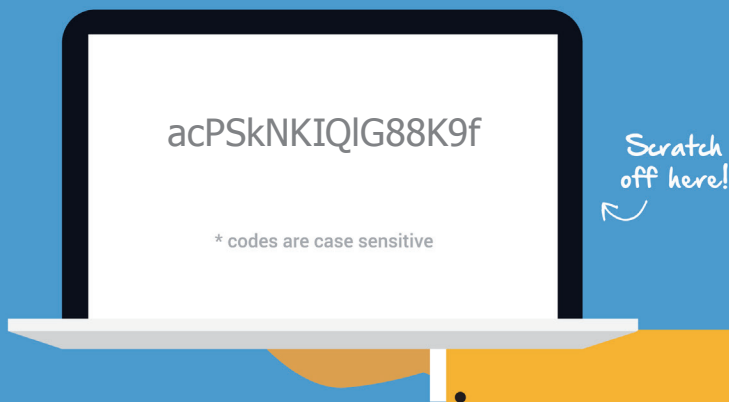 acPSkNKIQlG88K9f
Scratch
off here!
* codes are case sensitive